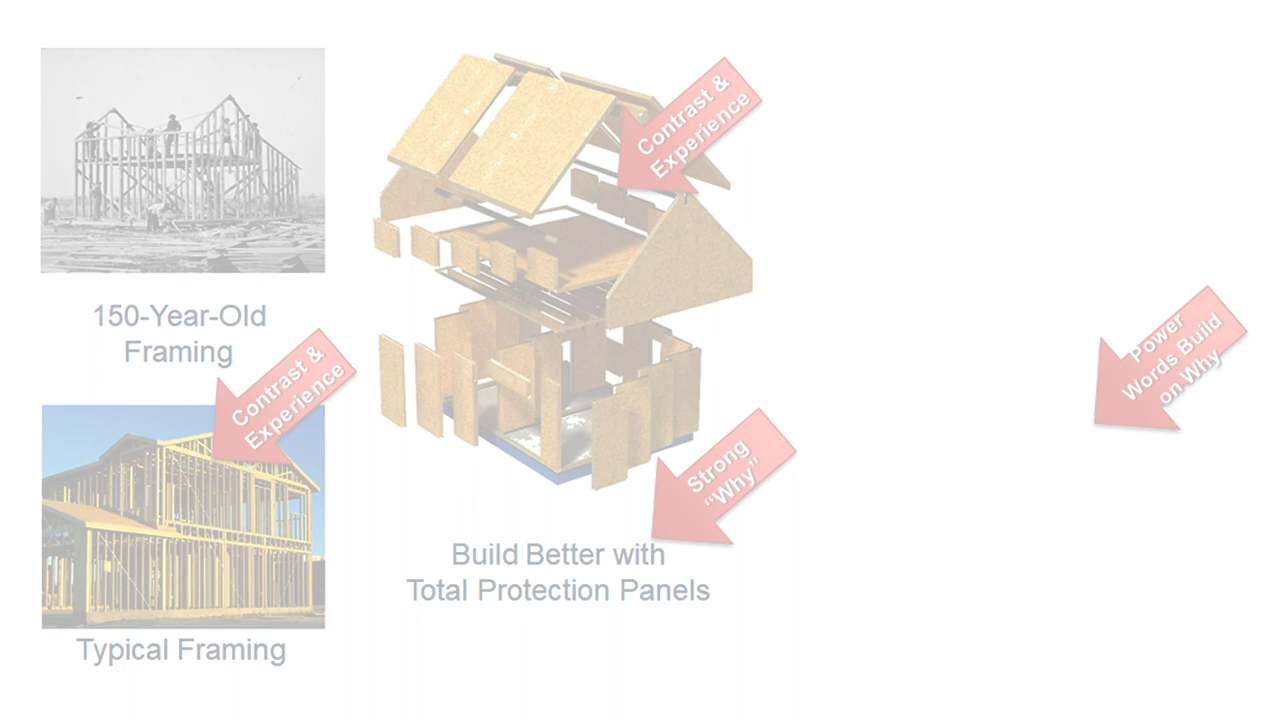 Contrast &
Experience
150-Year-Old
Framing
Contrast &
Experience
Power
Words Build
on Why
Strong
“Why”
Build Better with
Total Protection Panels
Typical Framing